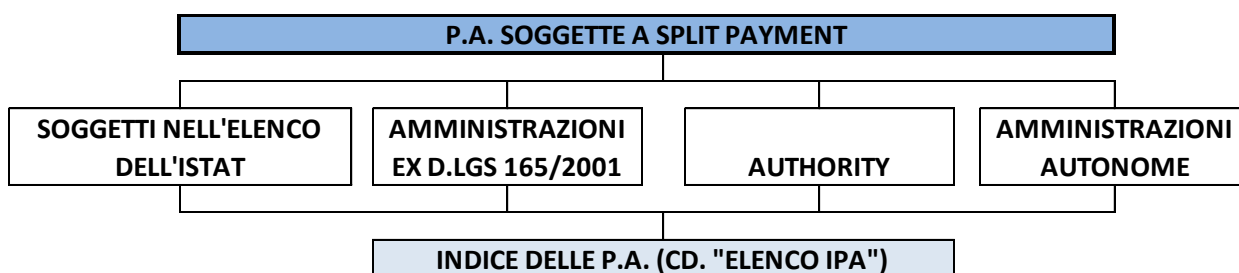 P.A. SOGGETTE A SPLIT PAYMENT
SOGGETTI NELL'ELENCO
DELL'ISTAT
AMMINISTRAZIONI
EX D.LGS 165/2001
AUTHORITY
AMMINISTRAZIONI
AUTONOME
INDICE DELLE P.A. (CD. "ELENCO IPA")